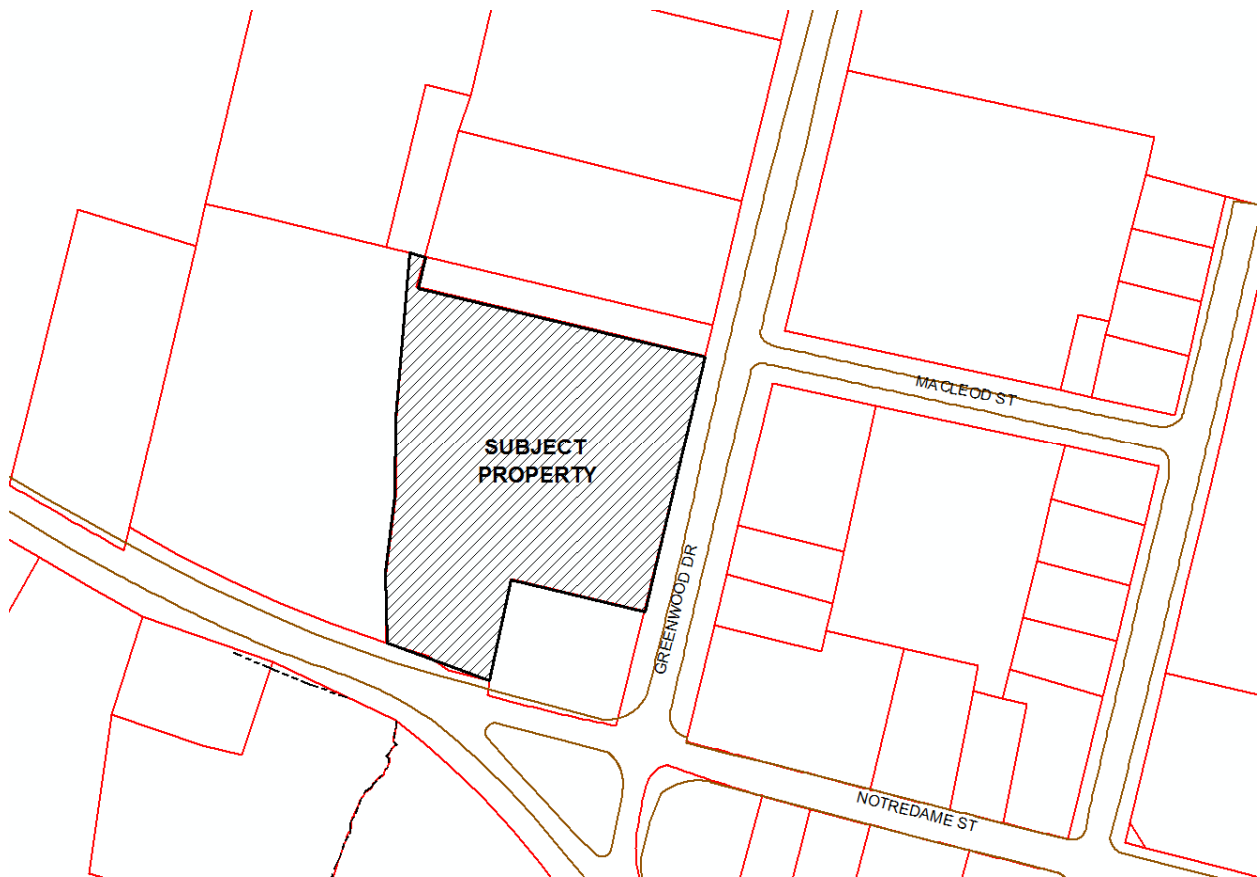 MACLEOD ST
SUBJECT
PROPERTY
GREENWOOD DR
NOTREDAME ST